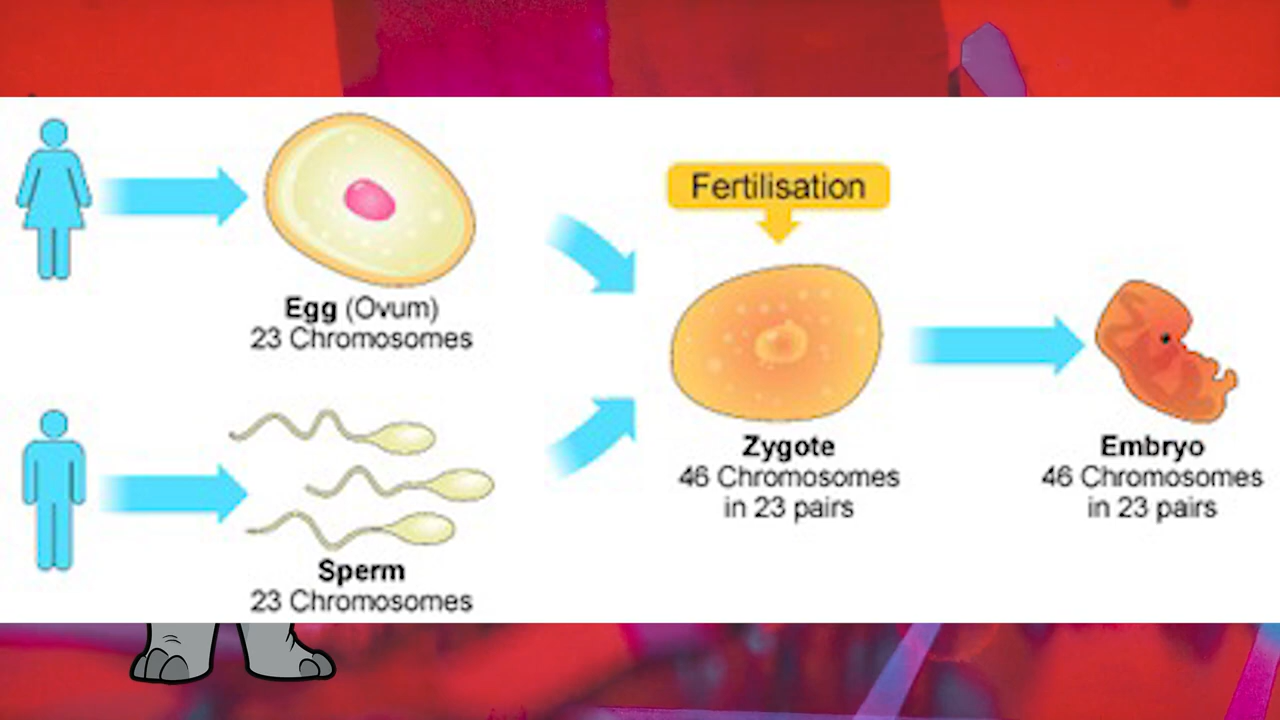 Egg (Ovum)
23 Chromosomes
Sperm
23 Chromosomes
Fertilisation
Zygote
46 Chromosomes
in 23 pairs
Embryo
46 Chromosomes
in 23 pairs